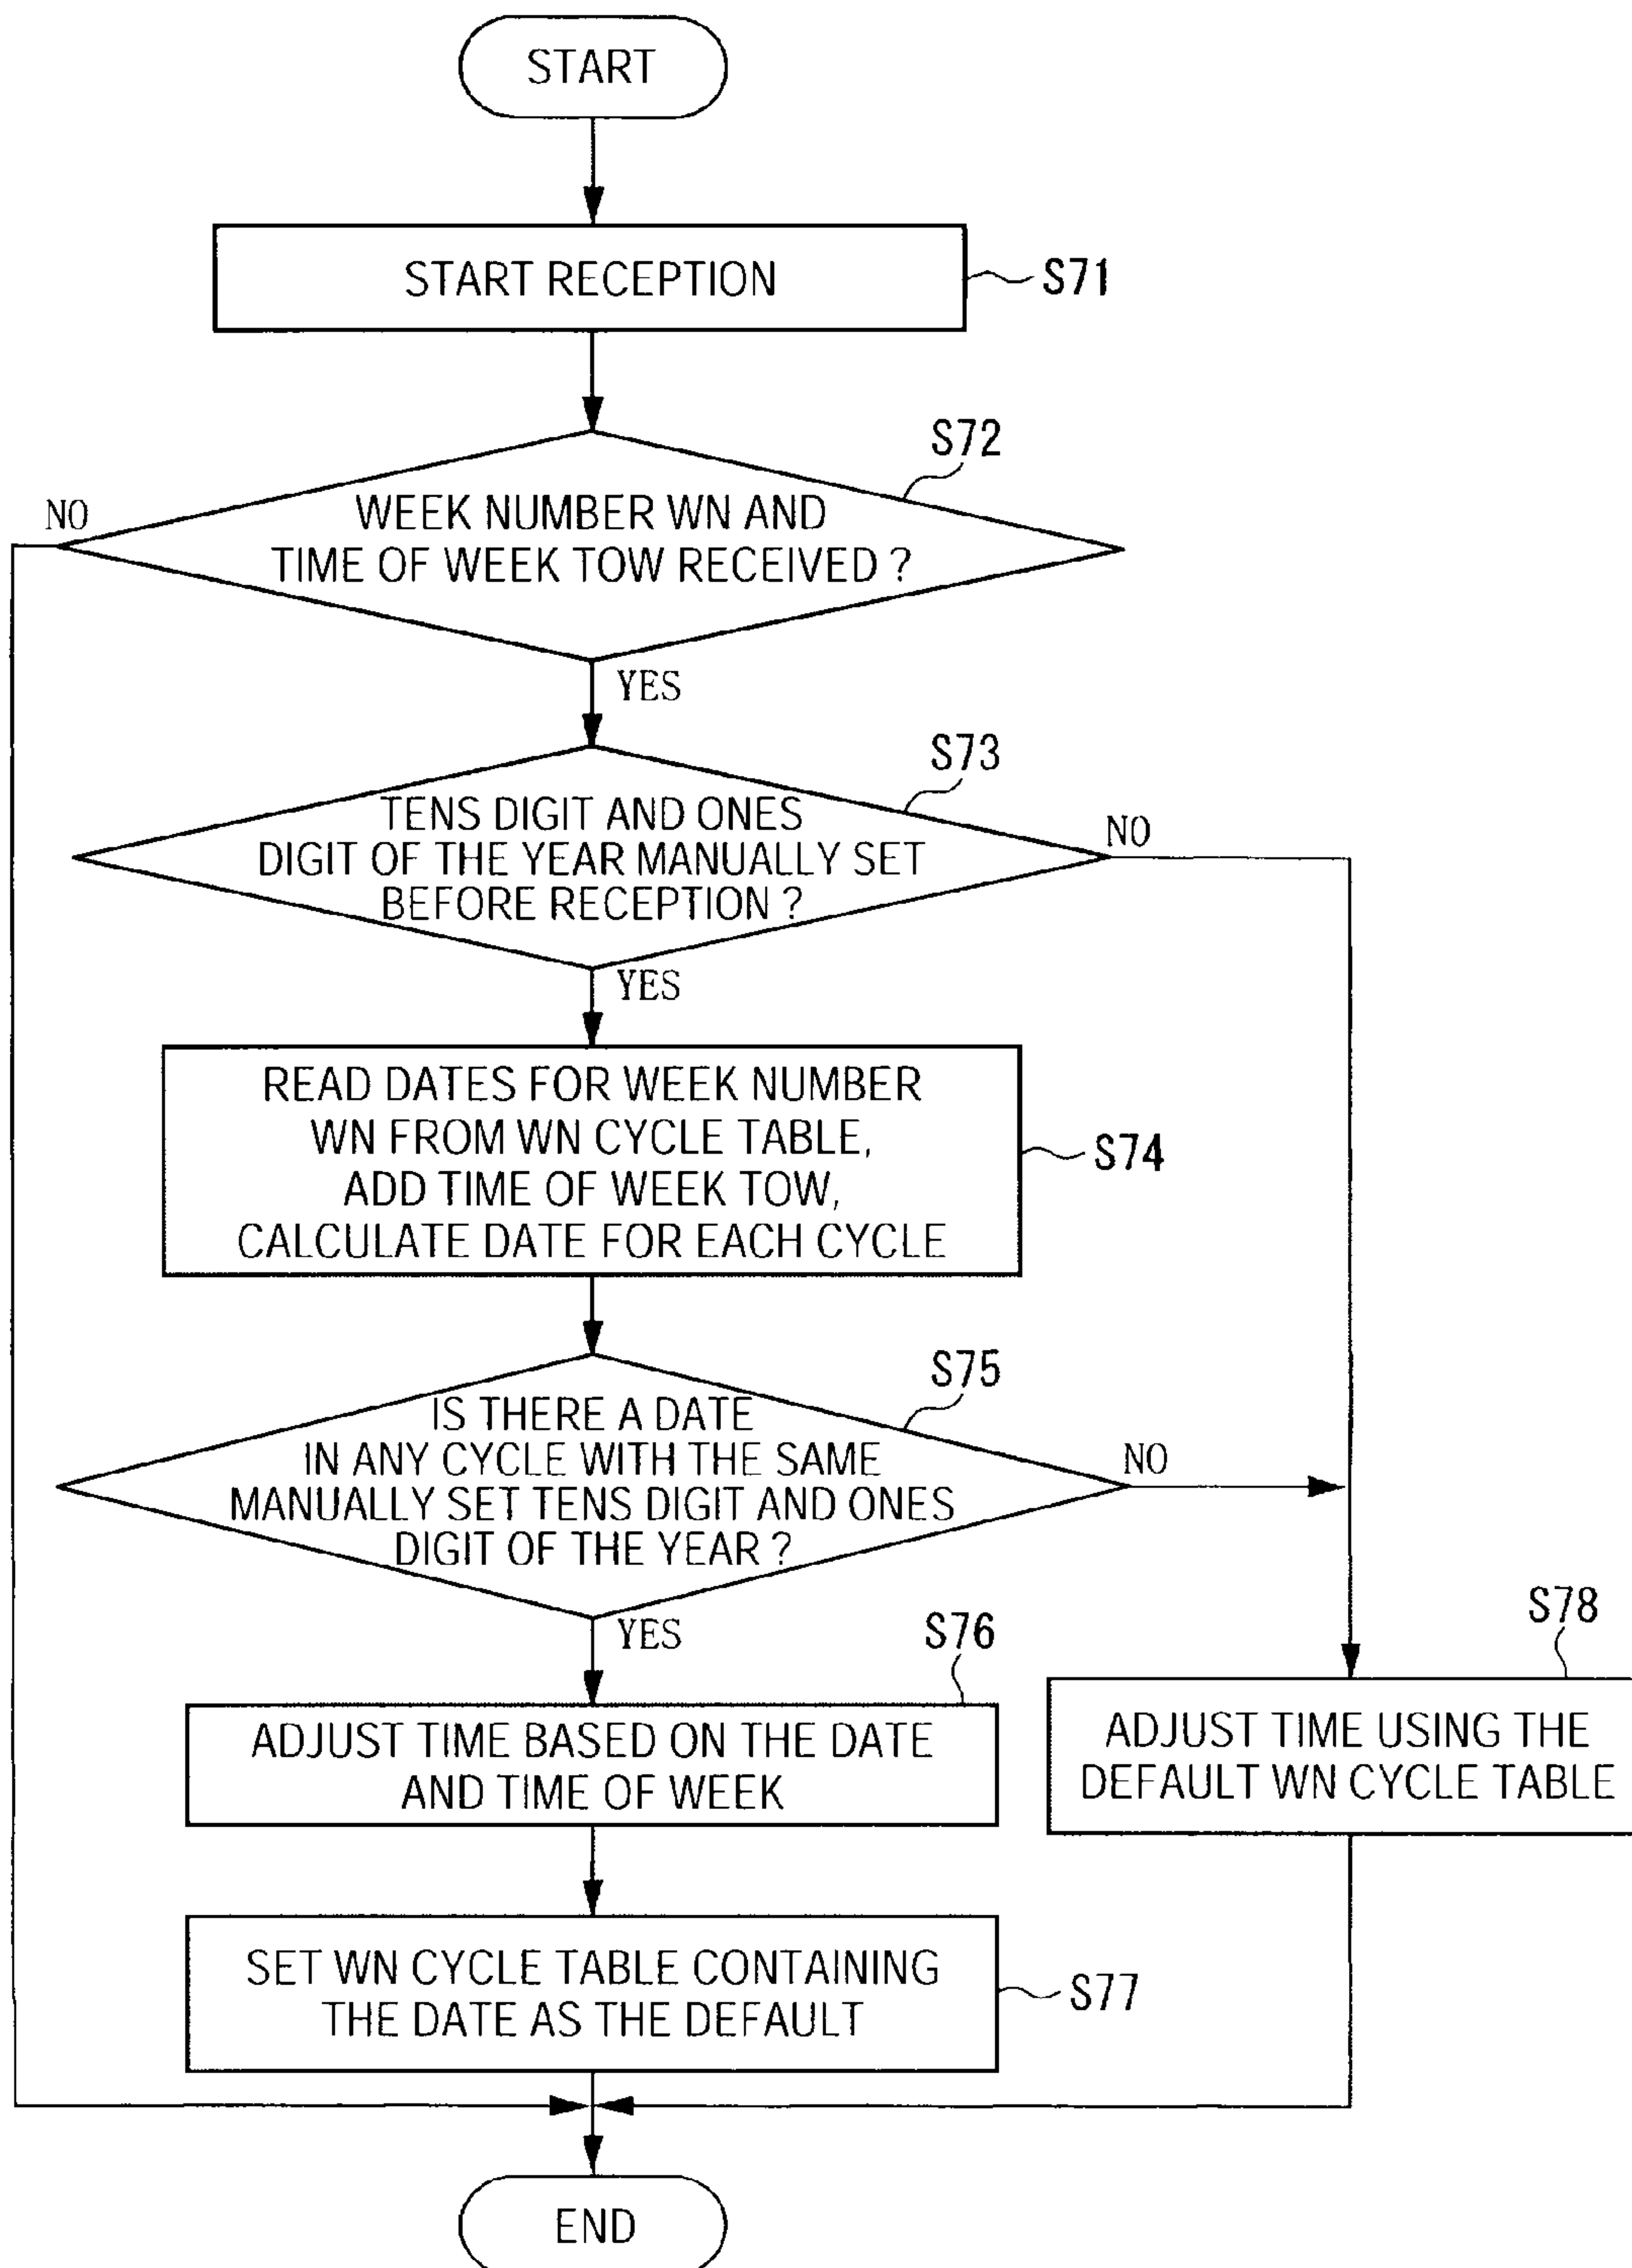 START
START RECEPTION
S71
S72
NO
WEEK NUMBER WN AND
TIME OF WEEK TOW RECEIVED ?
YES
S73
TENS DIGIT AND ONES
DIGIT OF THE YEAR MANUALLY SET
BEFORE RECEPTION ?
NO
YES
READ DATES FOR WEEK NUMBER
WN FROM WN CYCLE TABLE,
ADD TIME OF WEEK TOW,
CALCULATE DATE FOR EACH CYCLE
S74
S75
IS THERE A DATE
IN ANY CYCLE WITH THE SAME
MANUALLY SET TENS DIGIT AND ONES
DIGIT OF THE YEAR ?
NO
YES
S76
ADJUST TIME BASED ON THE DATE
AND TIME OF WEEK
S78
ADJUST TIME USING THE
DEFAULT WN CYCLE TABLE
SET WN CYCLE TABLE CONTAINING
THE DATE AS THE DEFAULT
S77
END